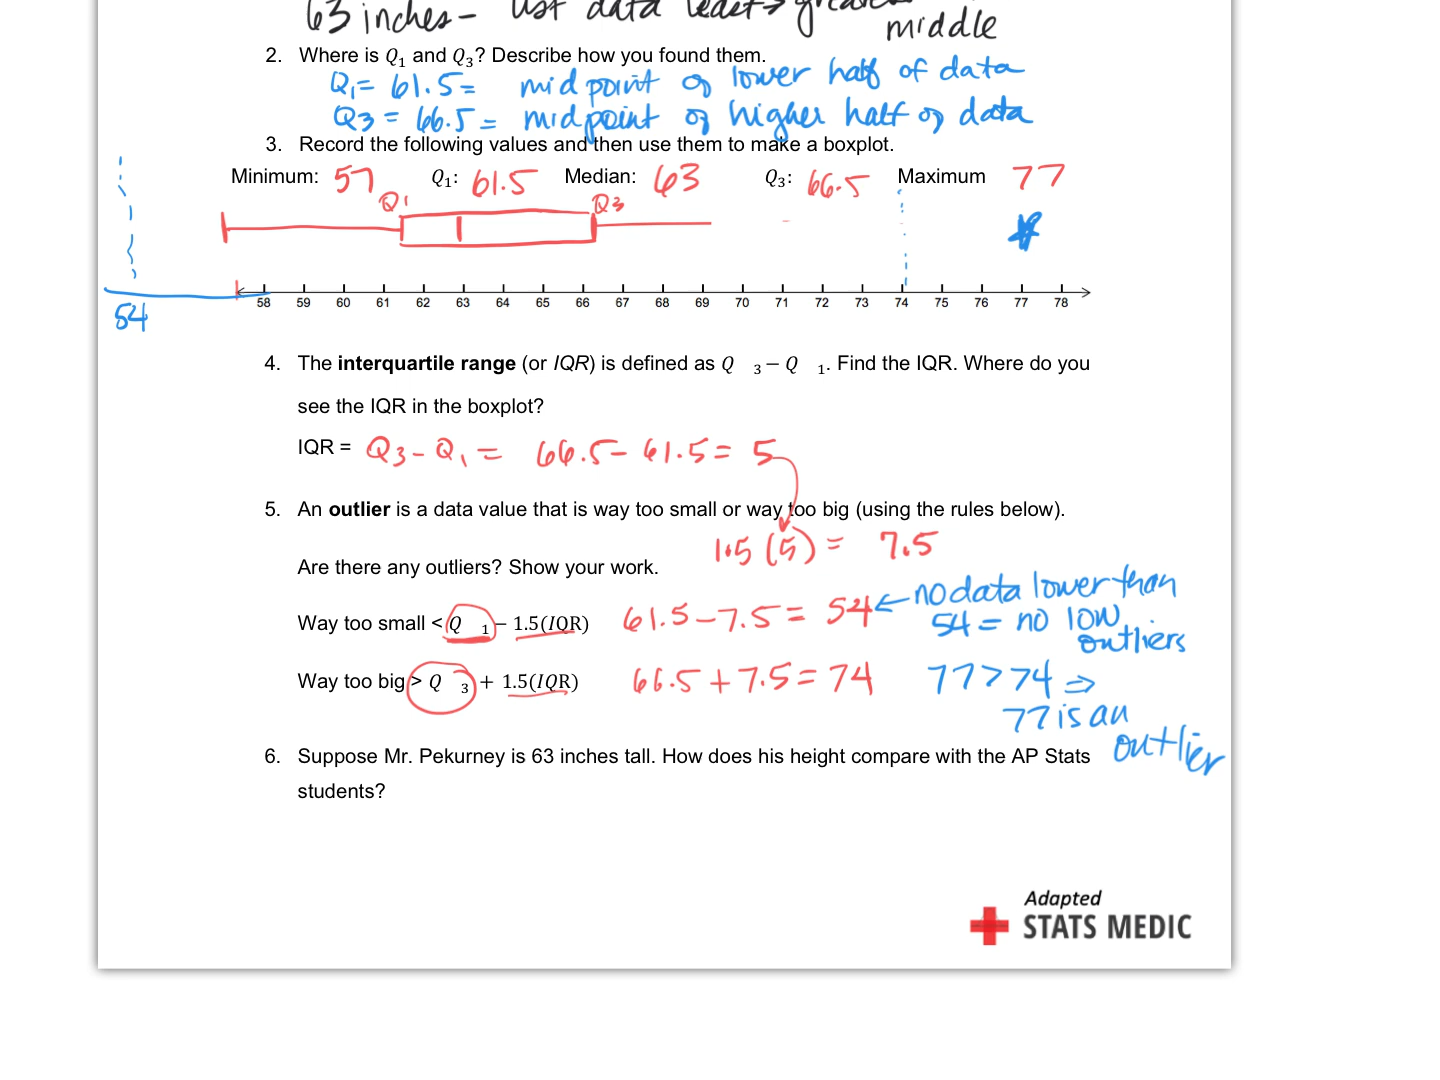 63 inches - list data least → greatest
middle
2. Where is Q1 and Q3? Describe how you found them.
Q1 = 61.5 = midpoint of lower half of data
Q3 = 66.5 = midpoint of higher half of data
3. Record the following values and then use them to make a boxplot.
Minimum: 57 Q1: 61.5 Median: 63 Q3: 66.5 Maximum 77
Q1 Q3
58 59 60 61 62 63 64 65 66 67 68 69 70 71 72 73 74 75 76 77 78
54
4. The interquartile range (or IQR) is defined as Q 3 − Q 1. Find the IQR. Where do you
see the IQR in the boxplot?
IQR = Q3 - Q1 = 66.5 - 61.5 = 5
5. An outlier is a data value that is way too small or way too big (using the rules below).
1.5 (5) = 7.5
Are there any outliers? Show your work.
Way too small < Q 1 − 1.5(IQR) 61.5 - 7.5 = 54 ← no data lower than
54 = no low
outliers
Way too big > Q 3 + 1.5(IQR) 66.5 + 7.5 = 74 77 > 74 ⇒
77 is an
outlier
6. Suppose Mr. Pekurney is 63 inches tall. How does his height compare with the AP Stats
students?
Adapted
STATS MEDIC